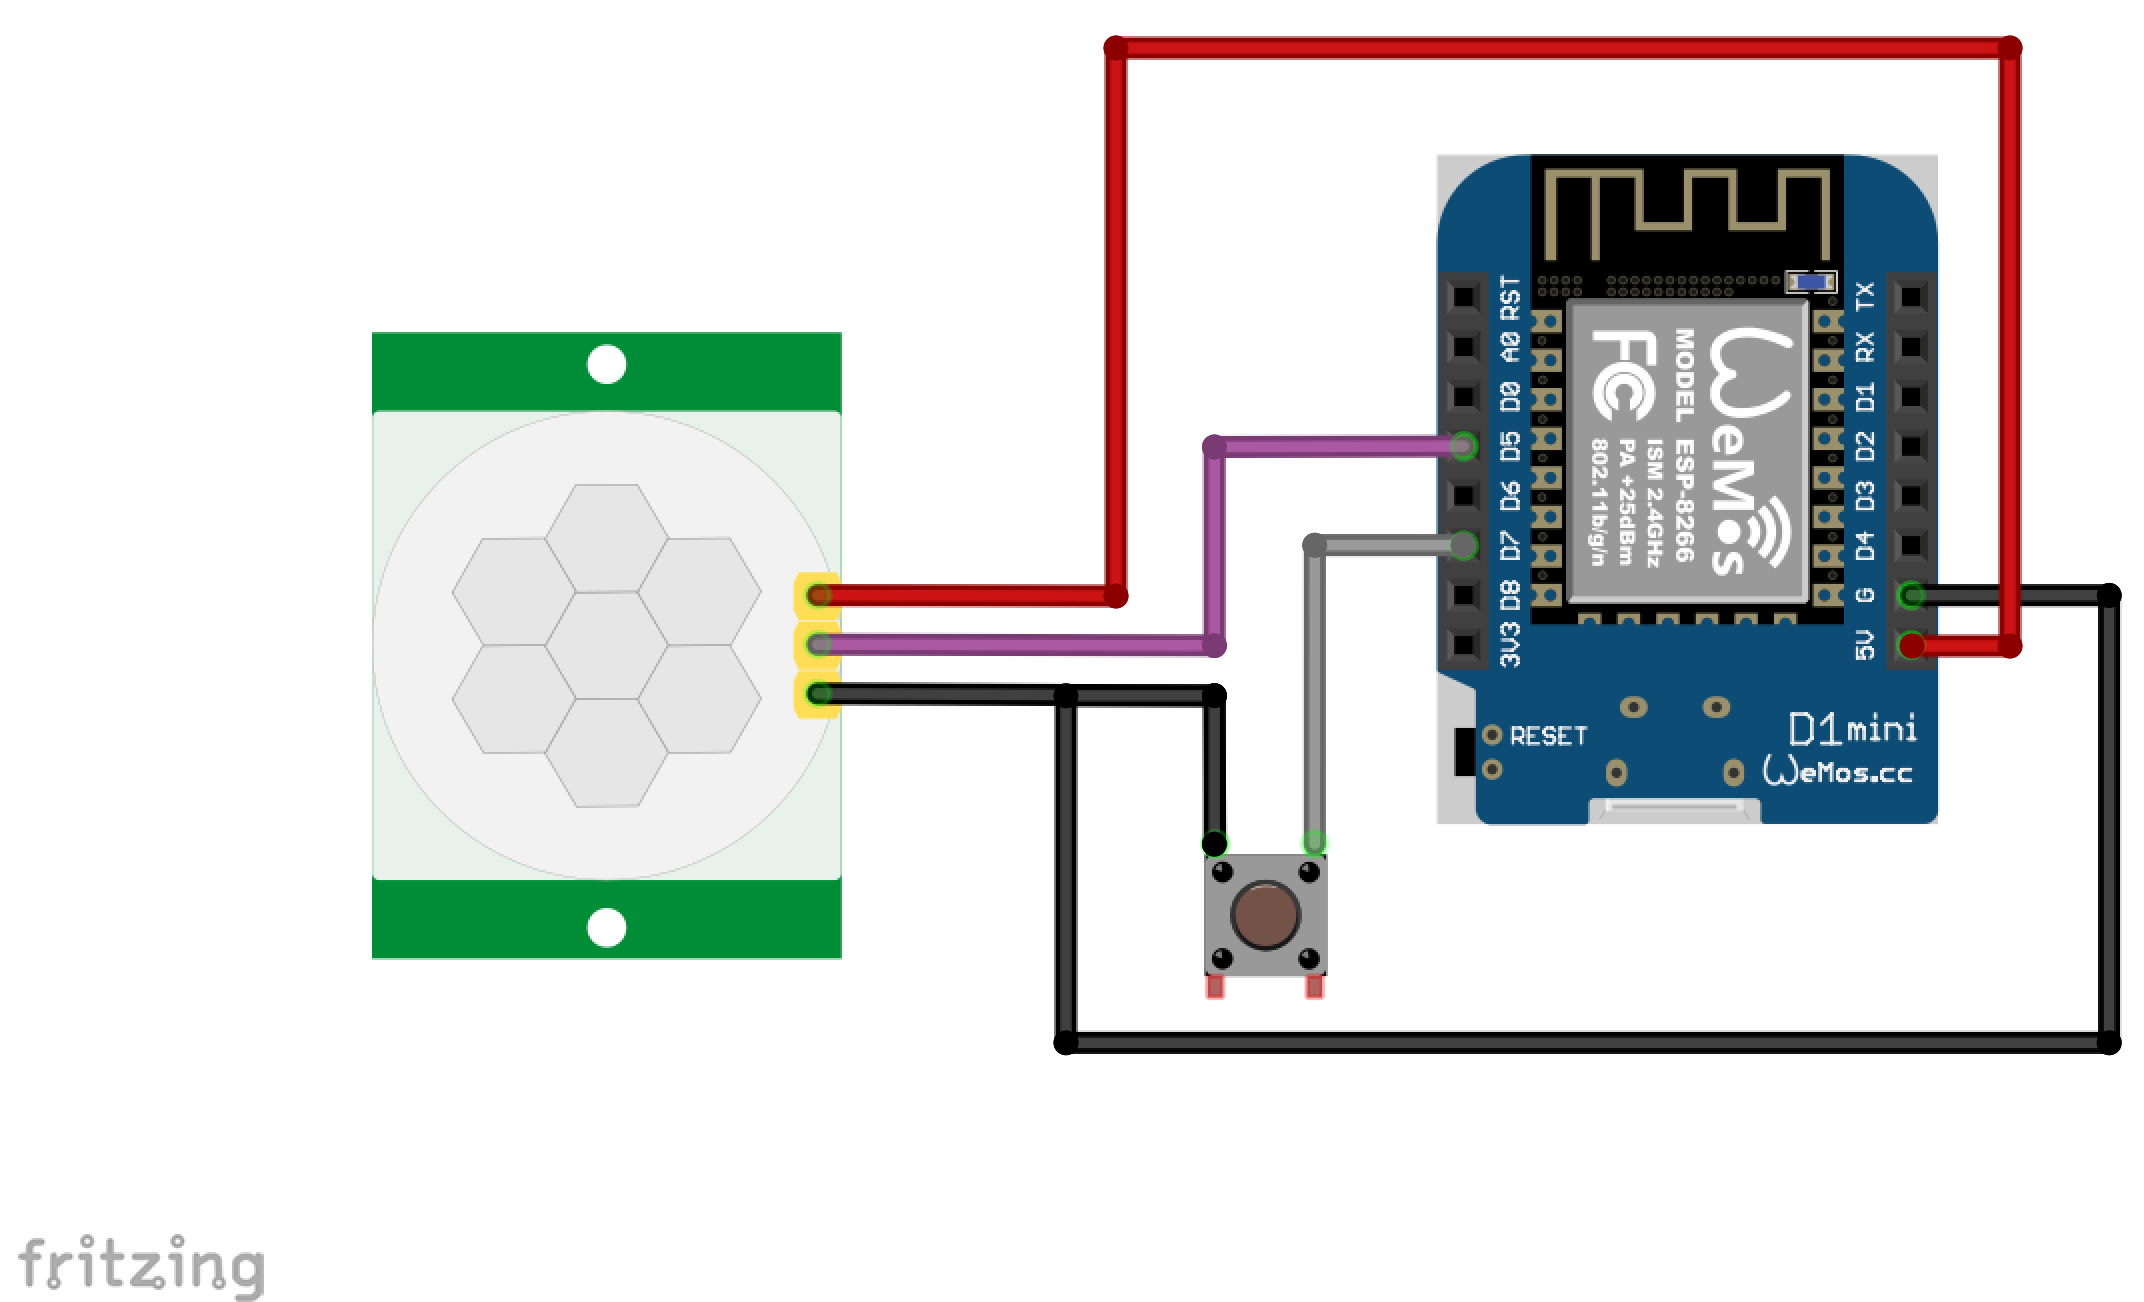 RST
A0
D0
D5
D6
D7
D8
3V3
TX
RX
D1
D2
D3
D4
G
5V
WeMos
MODEL ESP-8266
ISM 2.4GHz
PA +25dBm
802.11b/g/n
FC
RESET
D1mini
WeMos.cc
fritzing